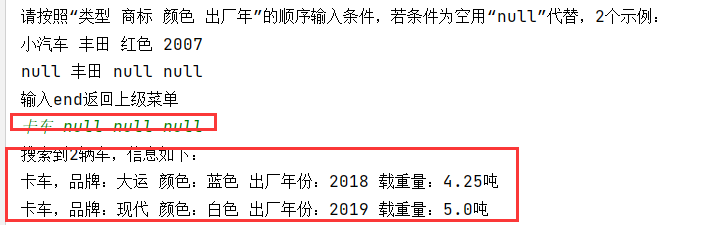 请按照“类型 商标 颜色 出厂年”的顺序输入条件，若条件为空用“null”代替，2个示例：
小汽车 丰田 红色 2007
null 丰田 null null
输入end返回上级菜单
卡车 null null null
搜索到2辆车，信息如下：
卡车，品牌：大运 颜色：蓝色 出厂年份：2018 载重量：4.25吨
卡车，品牌：现代 颜色：白色 出厂年份：2019 载重量：5.0吨